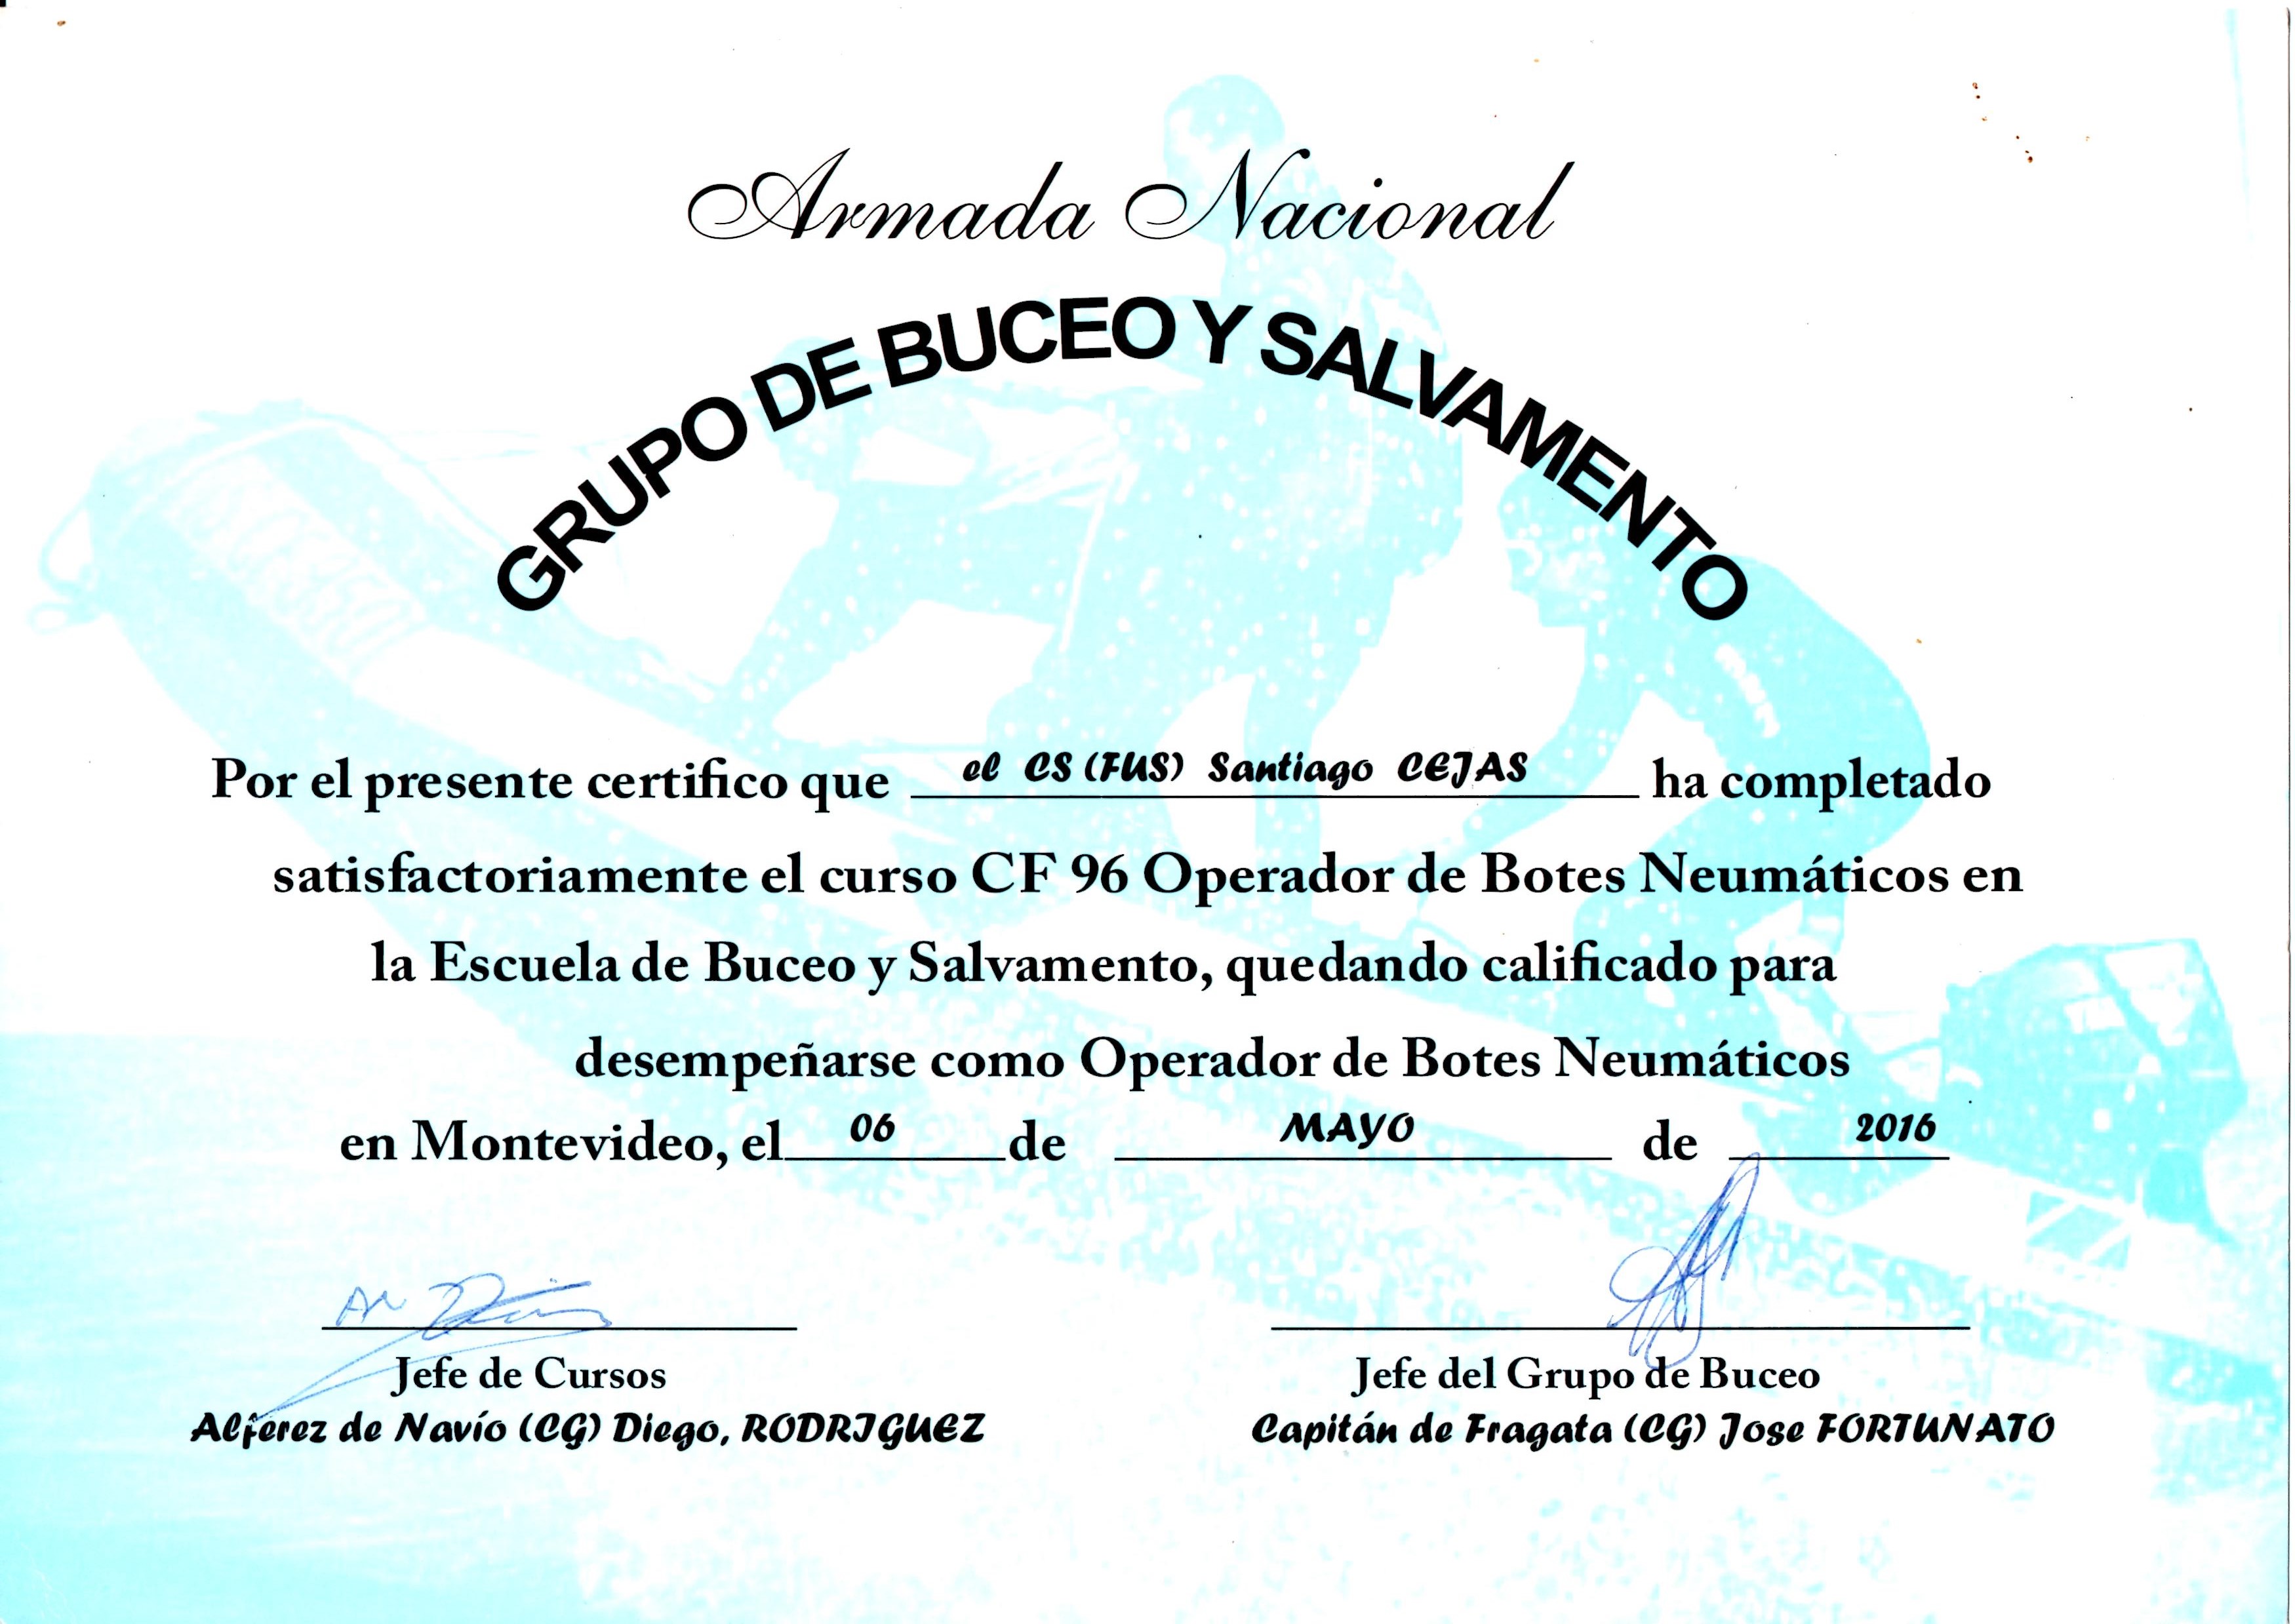 Armada Nacional
GRUPO DE BUCEO Y SALVAMENTO
Por el presente certifico que el CS (FUS) Santiago CEJAS ha completado
satisfactoriamente el curso CF 96 Operador de Botes Neumáticos en
la Escuela de Buceo y Salvamento, quedando calificado para
desempeñarse como Operador de Botes Neumáticos
en Montevideo, el 06 de MAYO de 2016
Jefe de Cursos
Alférez de Navío (CG) Diego, RODRIGUEZ
Jefe del Grupo de Buceo
Capitán de Fragata (CG) Jose FORTUNATO